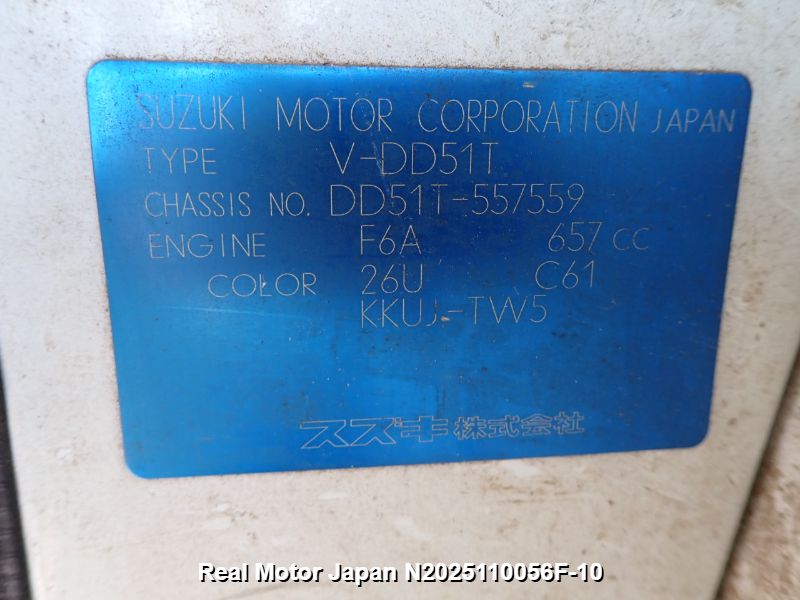 SUZUKI MOTOR CORPORATION JAPAN
TYPE V-DD51T
CHASSIS NO. DD51T-557559
ENGINE F6A 657 CC
COLOR 26U C61
KKUJ-TW5
スズキ株式会社
Real Motor Japan N2025110056F-10